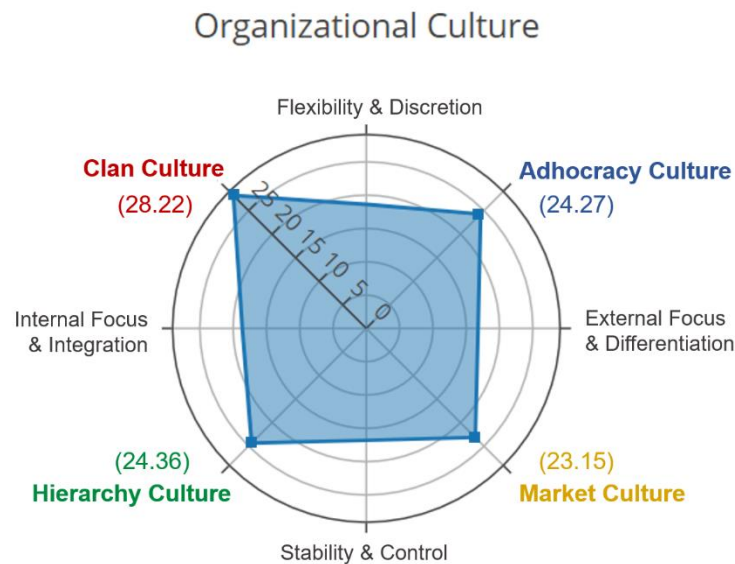 Organizational Culture
Flexibility & Discretion
Clan Culture
(28.22)
Adhocracy Culture
(24.27)
25
20
15
10
5
0
Internal Focus
& Integration
External Focus
& Differentiation
(24.36)
Hierarchy Culture
(23.15)
Market Culture
Stability & Control